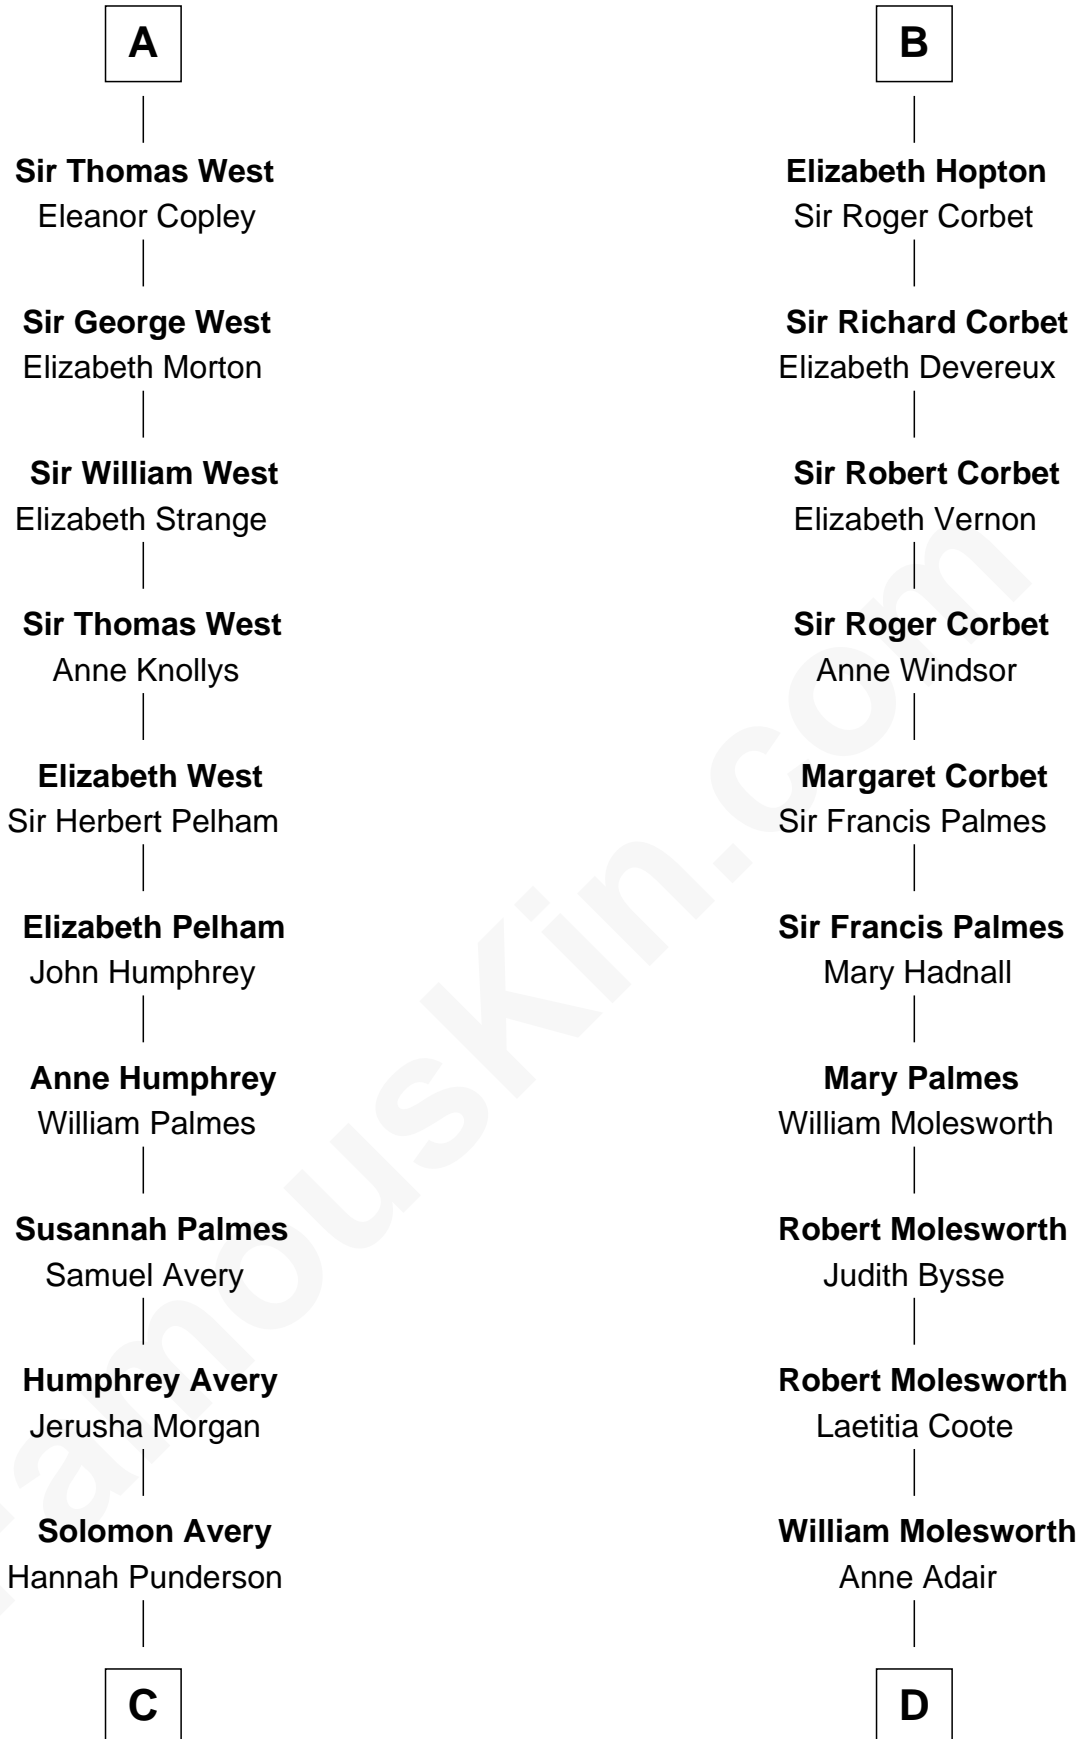 A
Sir Thomas West
Eleanor Copley
Sir George West
Elizabeth Morton
Sir William West
Elizabeth Strange
Sir Thomas West
Anne Knollys
Elizabeth West
Sir Herbert Pelham
Elizabeth Pelham
John Humphrey
Anne Humphrey
William Palmes
Susannah Palmes
Samuel Avery
Humphrey Avery
Jerusha Morgan
Solomon Avery
Hannah Punderson
C
B
Elizabeth Hopton
Sir Roger Corbet
Sir Richard Corbet
Elizabeth Devereux
Sir Robert Corbet
Elizabeth Vernon
Sir Roger Corbet
Anne Windsor
Margaret Corbet
Sir Francis Palmes
Sir Francis Palmes
Mary Hadnall
Mary Palmes
William Molesworth
Robert Molesworth
Judith Bysse
Robert Molesworth
Laetitia Coote
William Molesworth
Anne Adair
D
FamousKin.com